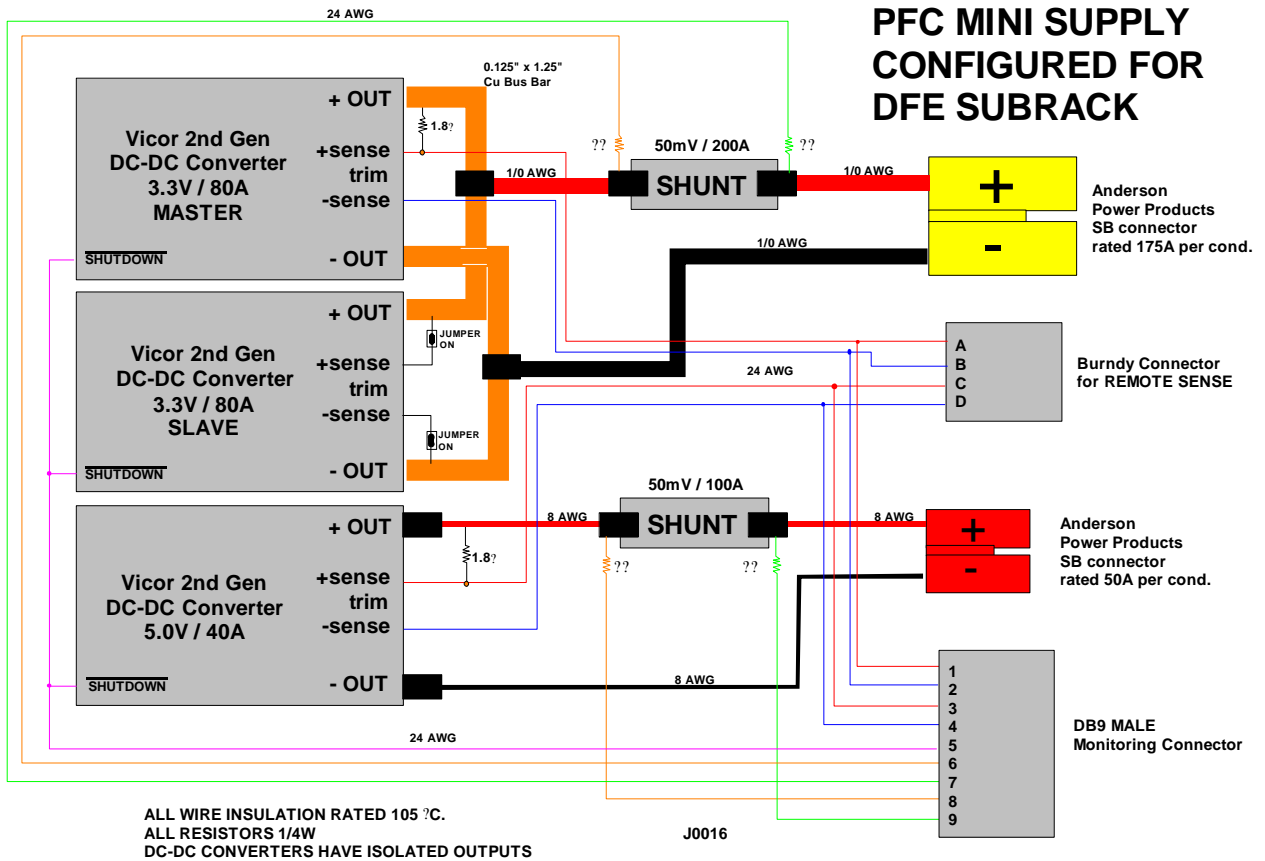 24 AWG
PFC MINI SUPPLY
CONFIGURED FOR
DFE SUBRACK
0.125" x 1.25"
Cu Bus Bar
+ OUT
Vicor 2nd Gen
DC-DC Converter
3.3V / 80A
MASTER
+sense
trim
-sense
SHUTDOWN
- OUT
1.8?
1/0 AWG
??
50mV / 200A
SHUNT
??
1/0 AWG
1/0 AWG
+
-
Anderson
Power Products
SB connector
rated 175A per cond.
+ OUT
Vicor 2nd Gen
DC-DC Converter
3.3V / 80A
SLAVE
+sense
trim
-sense
SHUTDOWN
- OUT
JUMPER
ON
JUMPER
ON
24 AWG
A
B
C
D
Burndy Connector
for REMOTE SENSE
+ OUT
Vicor 2nd Gen
DC-DC Converter
5.0V / 40A
+sense
trim
-sense
SHUTDOWN
- OUT
1.8?
8 AWG
??
50mV / 100A
SHUNT
??
8 AWG
8 AWG
+
-
Anderson
Power Products
SB connector
rated 50A per cond.
24 AWG
1
2
3
4
5
6
7
8
9
DB9 MALE
Monitoring Connector
ALL WIRE INSULATION RATED 105 ?C.
ALL RESISTORS 1/4W
DC-DC CONVERTERS HAVE ISOLATED OUTPUTS
J0016